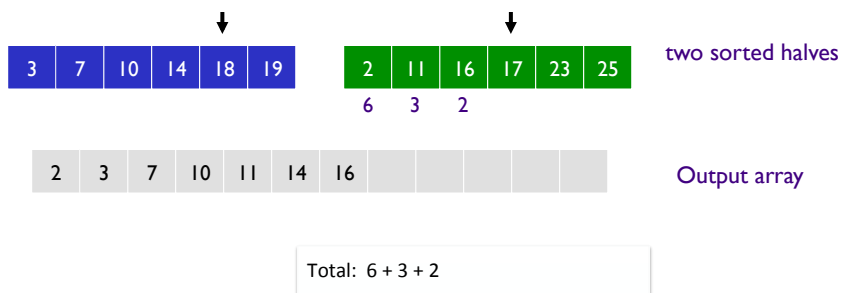 3 7 10 14 18 19 2 11 16 17 23 25 two sorted halves
6 3 2
2 3 7 10 11 14 16 Output array
Total: 6 + 3 + 2